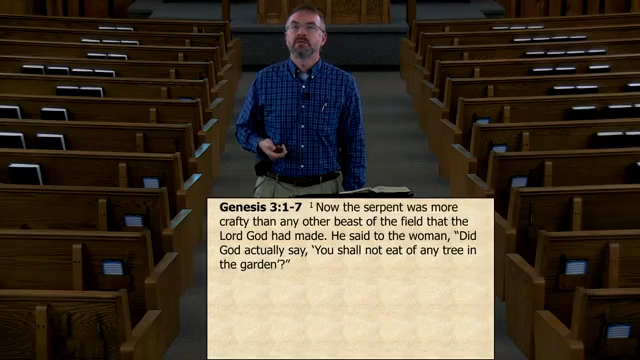 Genesis 3:1-7 1 Now the serpent was more
crafty than any other beast of the field that the
Lord God had made. He said to the woman, “Did
God actually say, ‘You shall not eat of any tree in
the garden’?”